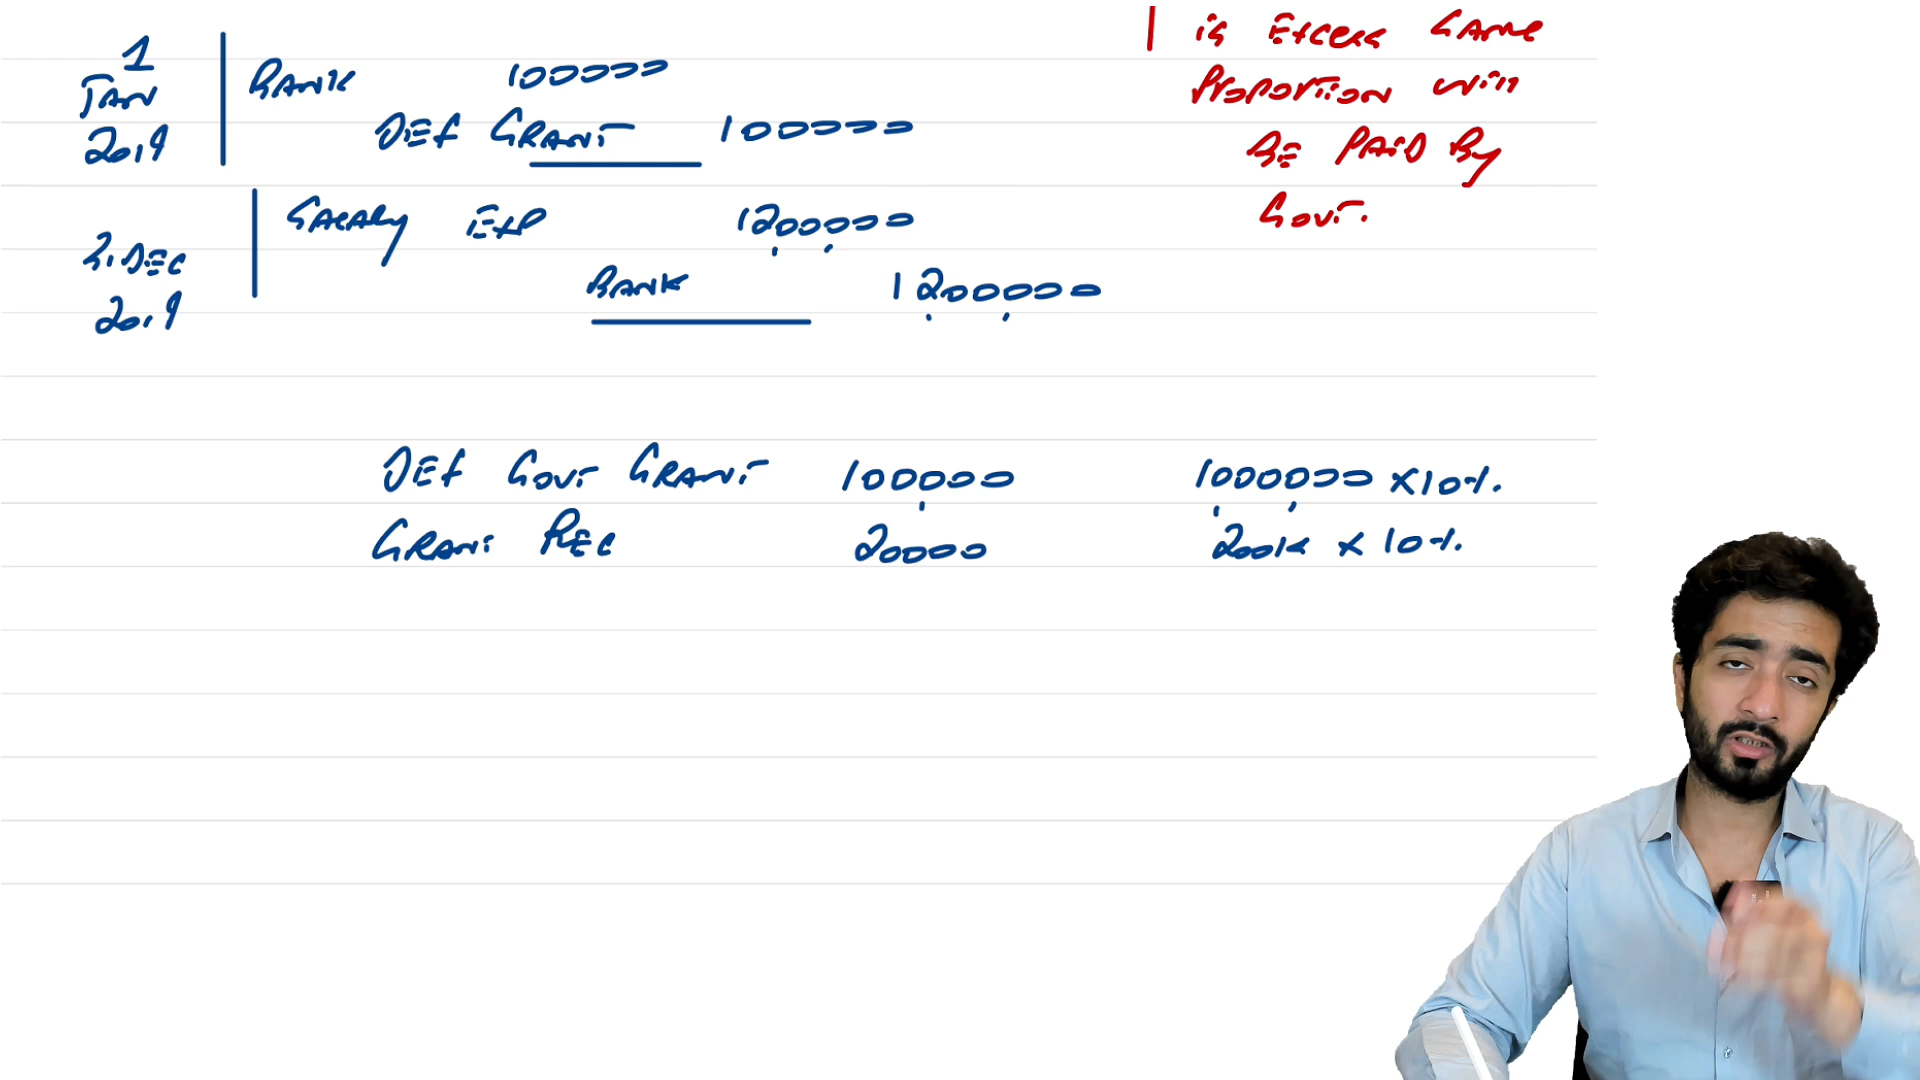 1
JAN
2019
BANK 100000
DEF GRANT 100000
is EXCESS SAME
PROPORTION WILL
BE PAID By
GOVT.
31 DEC
2019
SALARy EXP 1200000
BANK 1200000
DEF GOVT GRANT 100000 1000000 x10%
GRANT REC 20000 200K x 10%